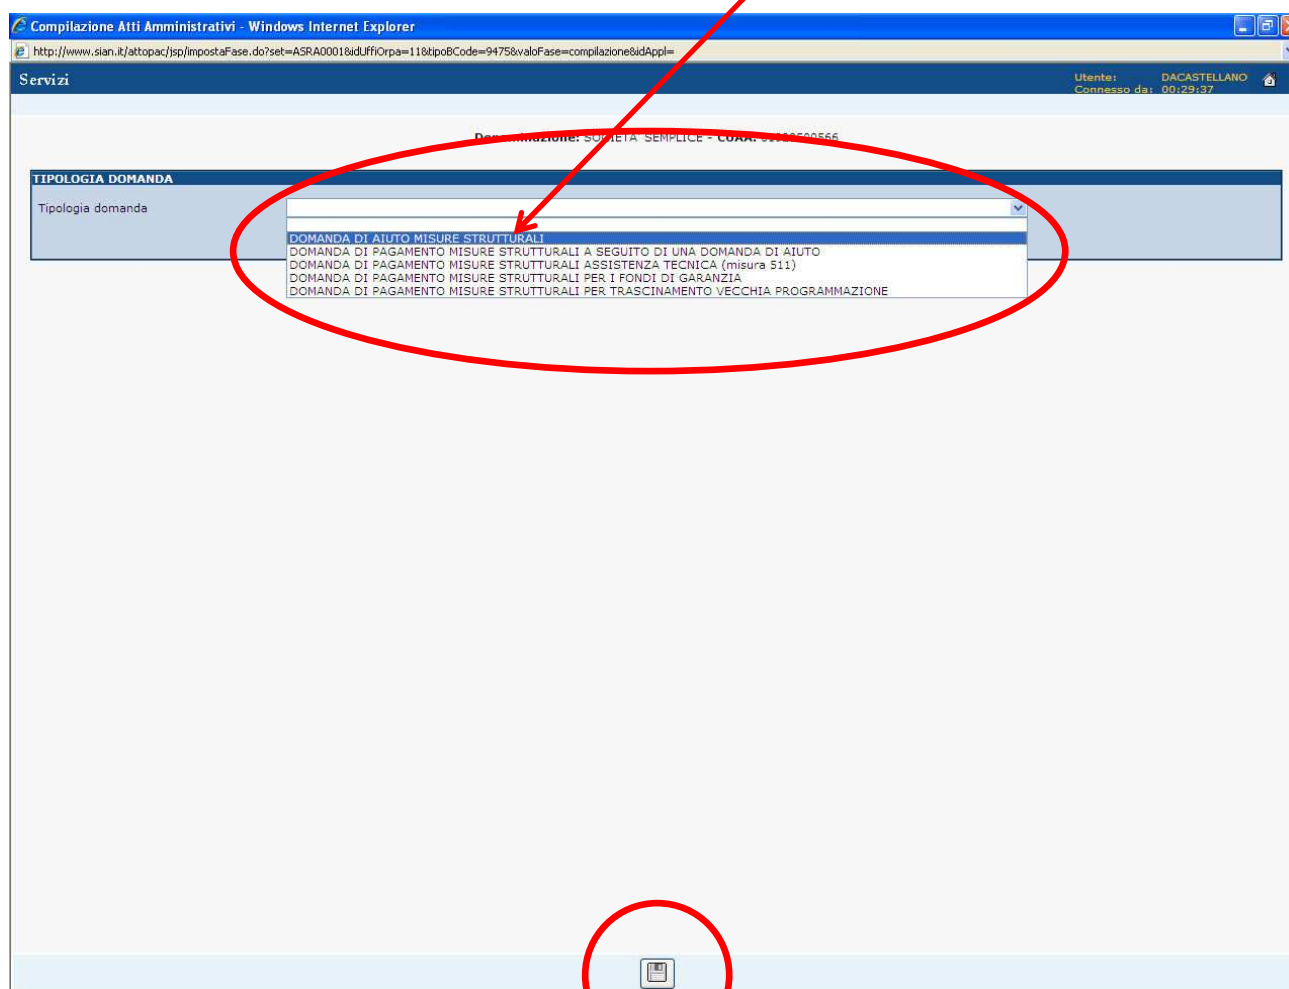 Compilazione Atti Amministrativi - Windows Internet Explorer
http://www.sian.it/attopac/jsp/impostaFase.do?set=ASRA0001&idUffiOrpa=11&tipoBCode=9475&valoFase=compilazione&idAppl=
Servizi
Utente: DACASTELLANO
Connesso da: 00:29:37
Denominazione: SOCIETA' SEMPLICE - CUAA:
TIPOLOGIA DOMANDA
Tipologia domanda
DOMANDA DI AIUTO MISURE STRUTTURALI
DOMANDA DI PAGAMENTO MISURE STRUTTURALI A SEGUITO DI UNA DOMANDA DI AIUTO
DOMANDA DI PAGAMENTO MISURE STRUTTURALI ASSISTENZA TECNICA (misura 511)
DOMANDA DI PAGAMENTO MISURE STRUTTURALI PER I FONDI DI GARANZIA
DOMANDA DI PAGAMENTO MISURE STRUTTURALI PER TRASCINAMENTO VECCHIA PROGRAMMAZIONE